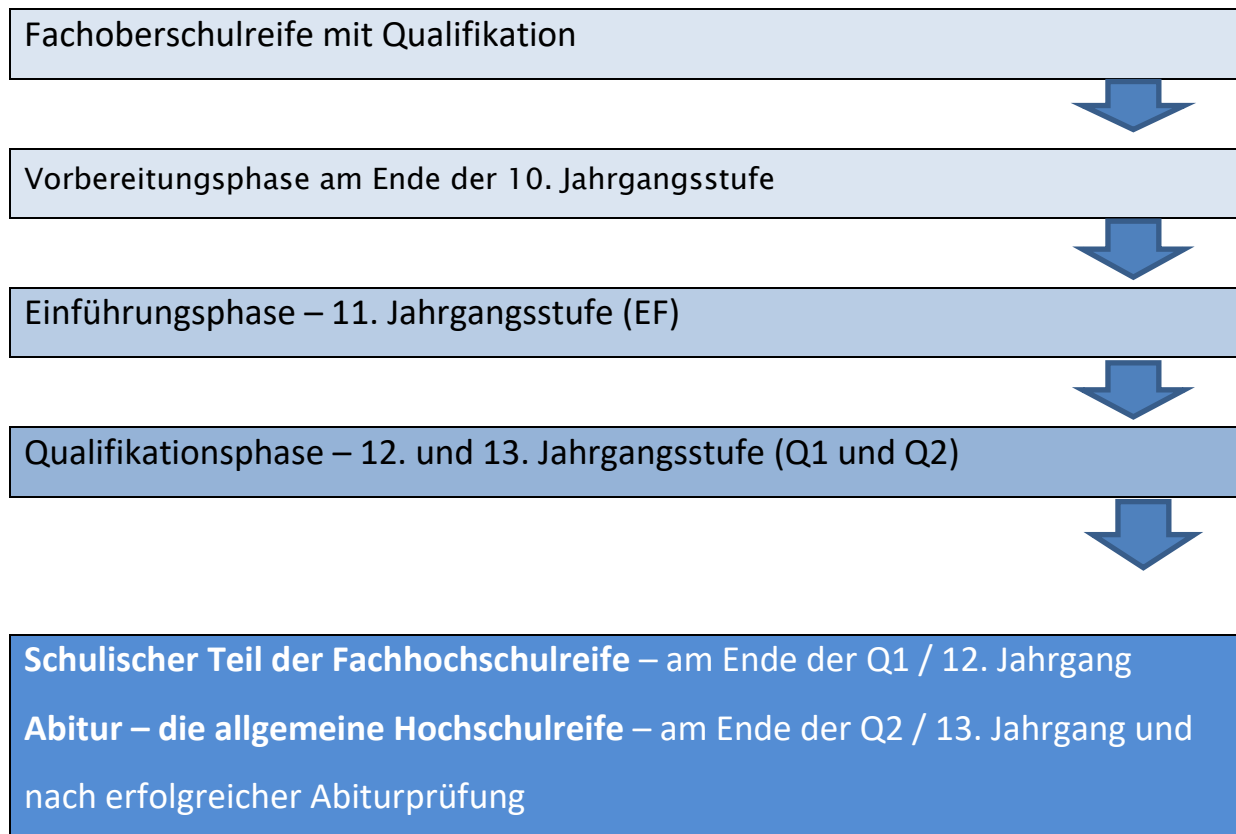 Fachoberschulreife mit Qualifikation
Vorbereitungsphase am Ende der 10. Jahrgangsstufe
Einführungsphase – 11. Jahrgangsstufe (EF)
Qualifikationsphase – 12. und 13. Jahrgangsstufe (Q1 und Q2)
Schulischer Teil der Fachhochschulreife – am Ende der Q1 / 12. Jahrgang
Abitur – die allgemeine Hochschulreife – am Ende der Q2 / 13. Jahrgang und
nach erfolgreicher Abiturprüfung